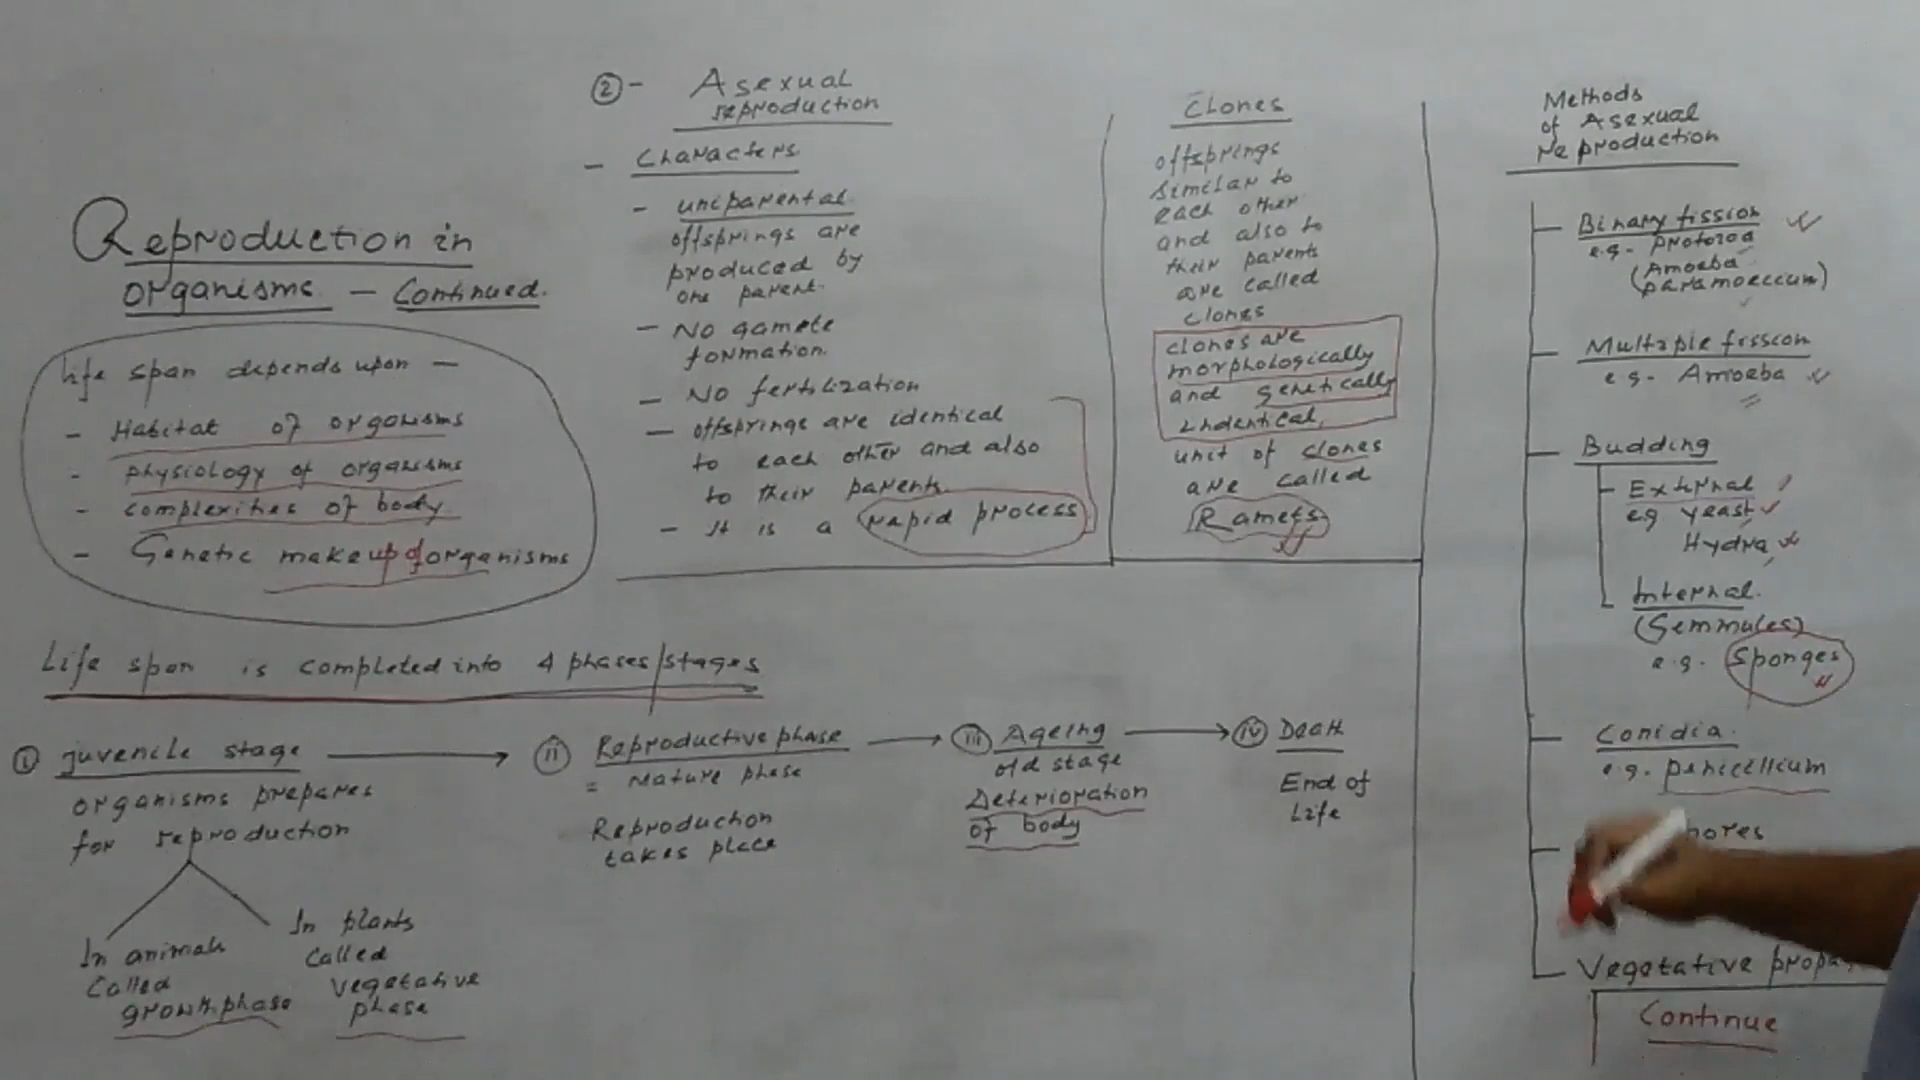 Reproduction in
organisms - Continued.
life span depends upon -
- Habitat of organisms
- physiology of organisms
- complexities of body
- Genetic makeup of organisms
② - Asexual
reproduction
- Characters
- uniparental
offsprings are
produced by
one parent.
- No gamete
formation.
- No fertilization
- offsprings are identical
to each other and also
to their parents.
- It is a rapid process
Clones
offsprings
similar to
each other
and also to
their parents
are called
clones
clones are
morphologically
and genetically
indentical,
unit of clones
are called
Ramets
Methods
of Asexual
reproduction
Binary fission
e.g. protozoa
(Amoeba
paramoeccum)
Multiple fission
e.g. Amoeba
Budding
External
eg yeast
Hydra
Internal.
(Gemmules)
e.g. Sponges
Conidia.
e.g. penicellium
Vegetative
Continue
Life span is completed into 4 phases/stages
① juvenile stage
organisms prepares
for reproduction
In animals
called
growth phase
In plants
called
vegetative
phase
ii Reproductive phase
= mature phase
Reproduction
takes place
iii Ageing
old stage
Deterioration
of body
iv Death
End of
Life